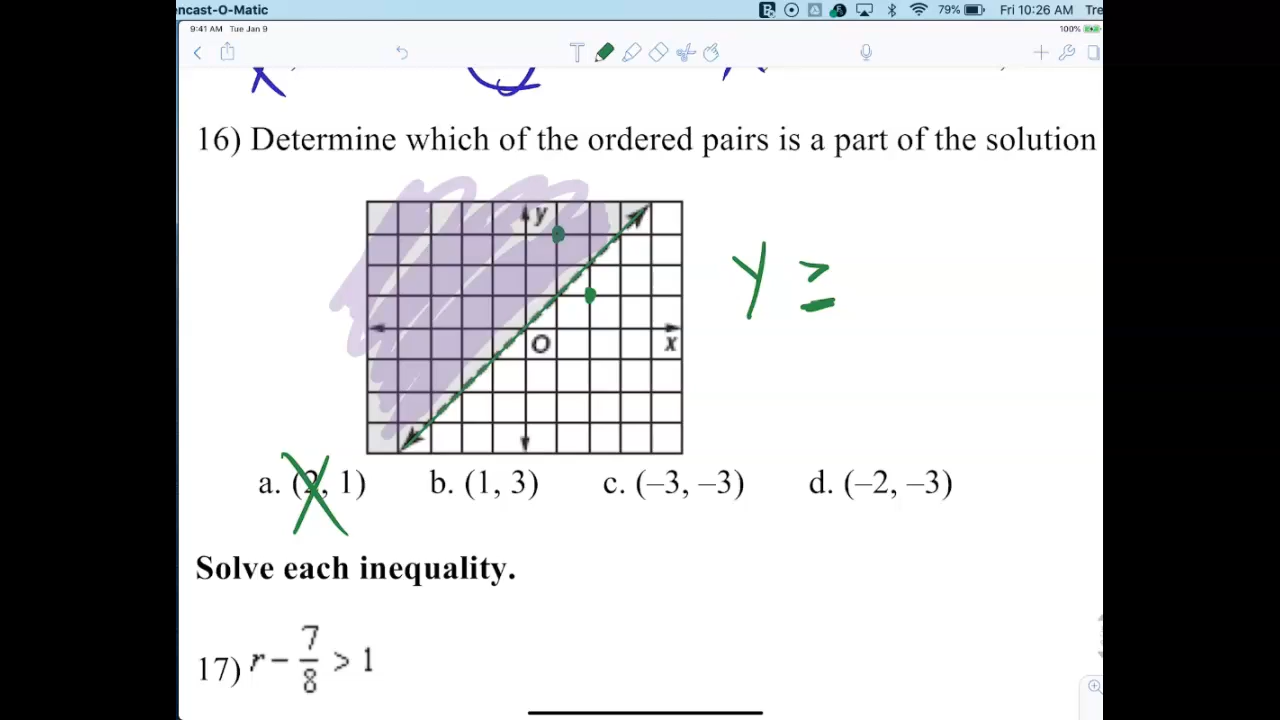 encast-O-Matic 79% Fri 10:26 AM Tre
9:41 AM Tue Jan 9 100%
16) Determine which of the ordered pairs is a part of the solution
y
O
x
y ≥
a. (2, 1) b. (1, 3) c. (–3, –3) d. (–2, –3)
Solve each inequality.
17) r − 7/8 > 1